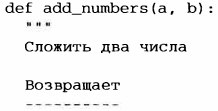 def add_numbers(a, b):
"""
Сложить два числа
Возвращает
----------